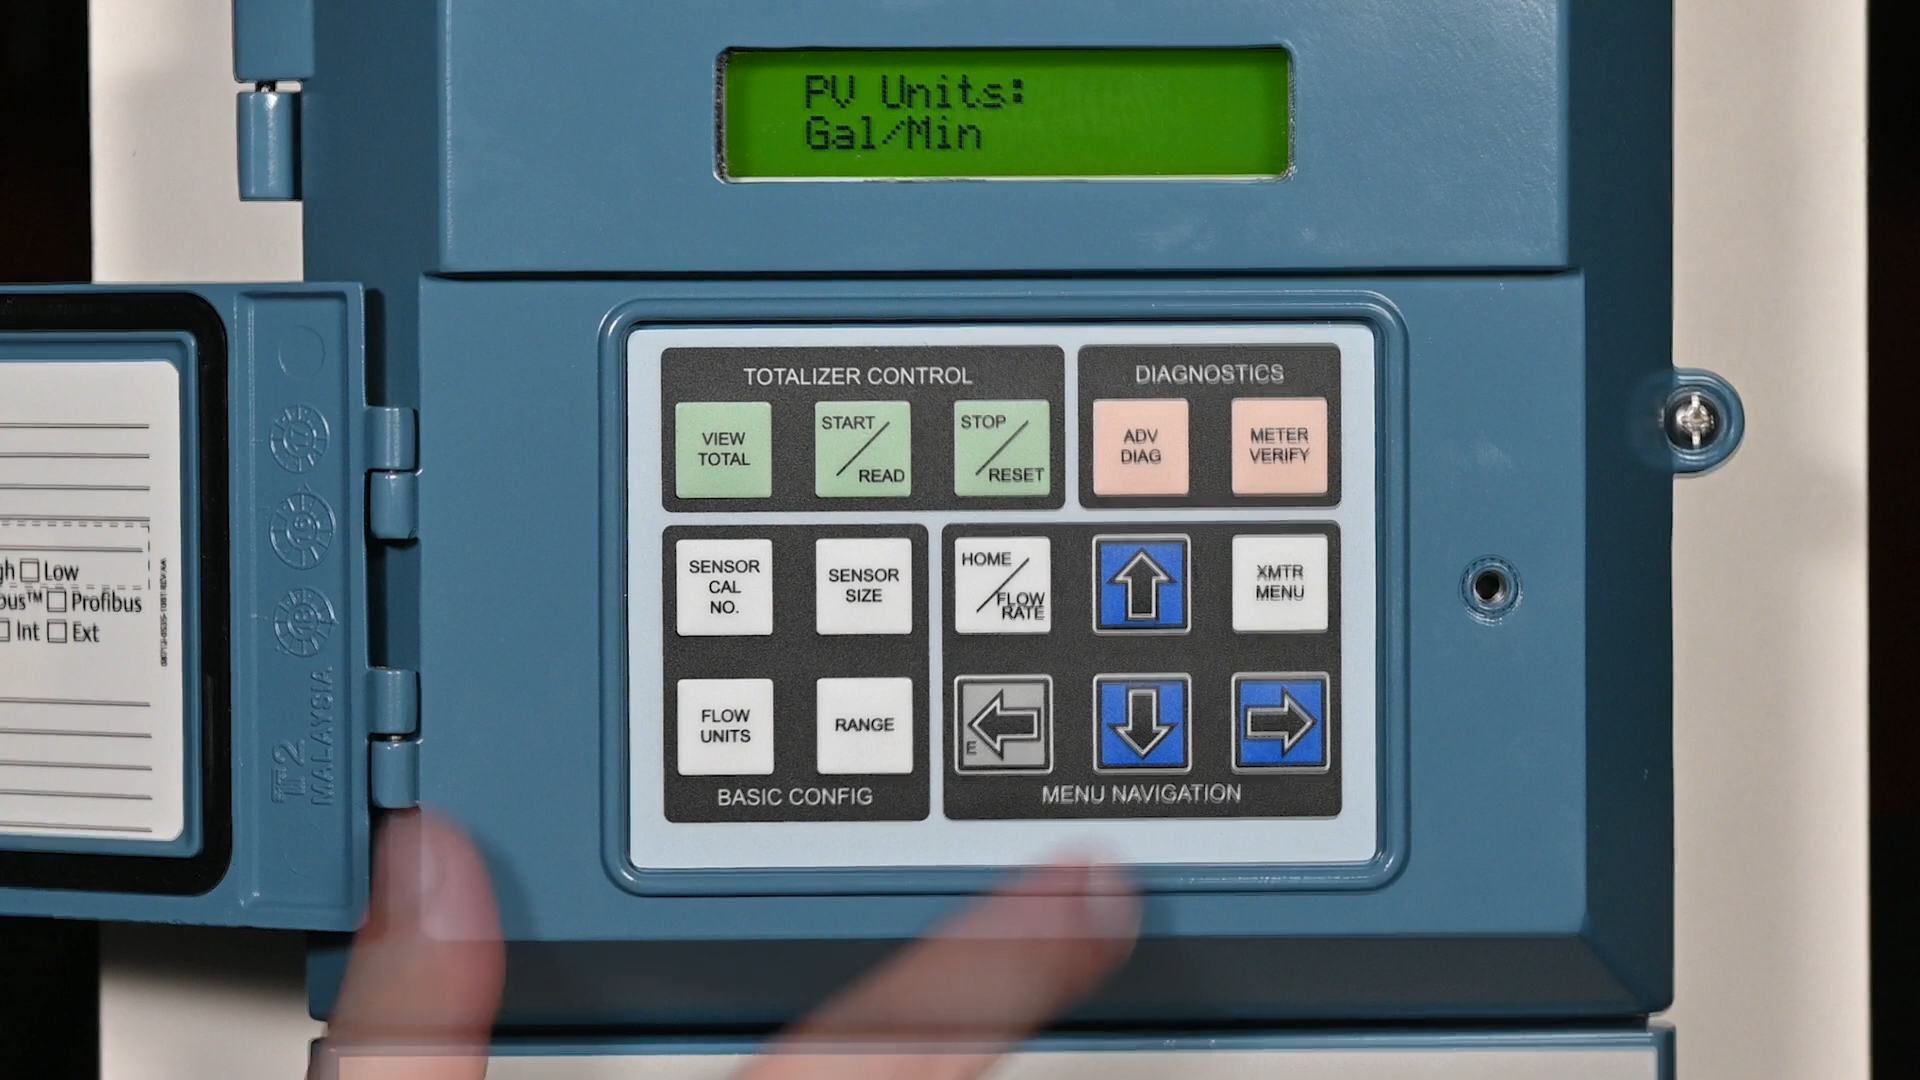 PV Units:
Gal/Min
TOTALIZER CONTROL
VIEW
TOTAL
START
READ
STOP
RESET
DIAGNOSTICS
ADV
DIAG
METER
VERIFY
SENSOR
CAL
NO.
SENSOR
SIZE
FLOW
UNITS
RANGE
BASIC CONFIG
HOME
FLOW
RATE
XMTR
MENU
E
MENU NAVIGATION
gh Low
ous™ Profibus
Int Ext
T2
MALAYSIA